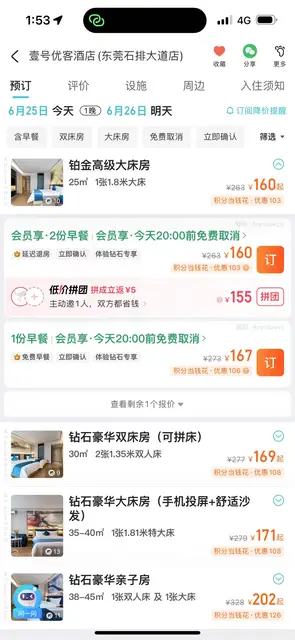 1:53
4G 53
壹号优客酒店 (东莞石排大道店)
收藏 分享 更多
预订 评价 设施 周边 入住须知
6月25日 今天 1晚 6月26日 明天 订阅降价提醒
含早餐 双床房 大床房 免费取消 立即确认 筛选
铂金高级大床房
25㎡ 1张1.8米大床
¥263 ¥160起
积分当钱花·优惠103
10
会员享·2份早餐 会员享·今天20:00前免费取消
¥263 ¥160
延迟退房 立即确认 体验钻石专享
积分当钱花·优惠103
订
低价拼团 拼成立返¥5
主动邀1人，双方都省钱
¥155 拼团
1份早餐 会员享·今天20:00前免费取消
¥273 ¥167
免费早餐 立即确认 体验钻石专享
积分当钱花·优惠106
订
查看剩余1个报价
钻石豪华双床房（可拼床）
30㎡ 2张1.35米双人床
¥277 ¥169起
积分当钱花·优惠108
9
钻石豪华大床房（手机投屏+舒适沙发）
35-40㎡ 1张1.81米特大床
¥279 ¥171起
积分当钱花·优惠108
13
钻石豪华亲子房
38-45㎡ 1张双人床 及 1张大床
¥328 ¥202起
积分当钱花·优惠126
问一问